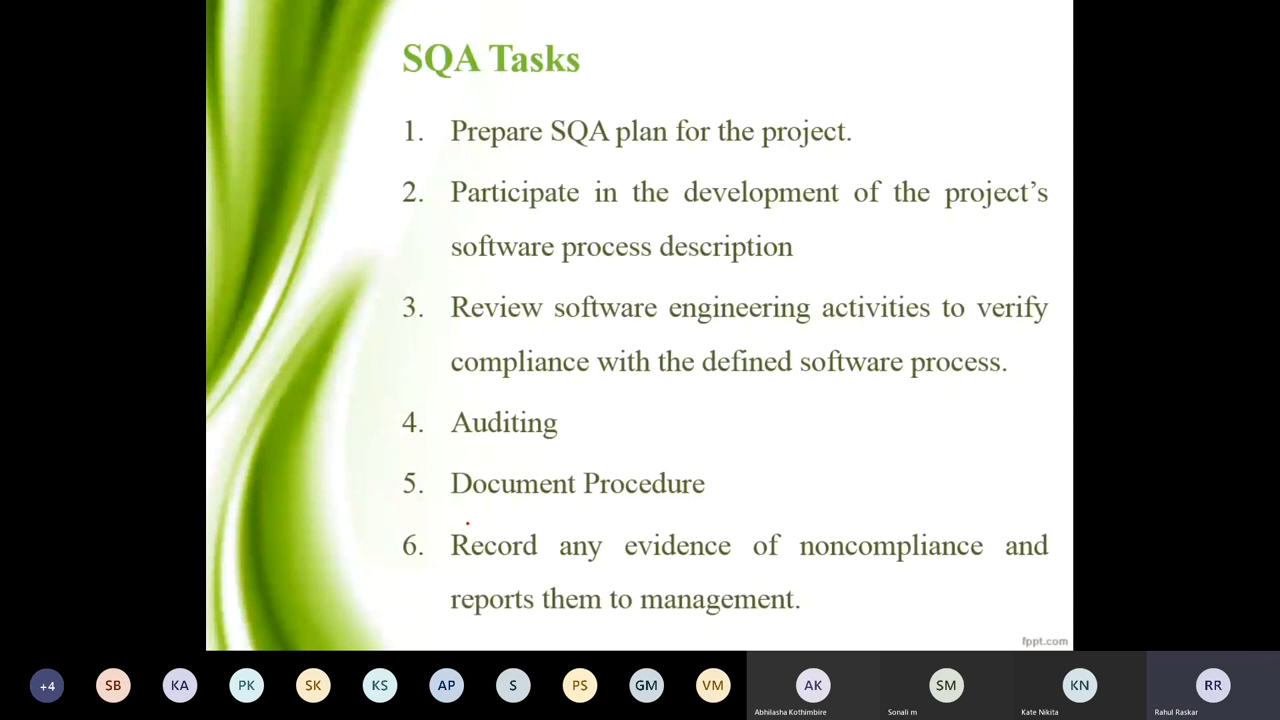 SQA Tasks
1. Prepare SQA plan for the project.
2. Participate in the development of the project's
software process description
3. Review software engineering activities to verify
compliance with the defined software process.
4. Auditing
5. Document Procedure
6. Record any evidence of noncompliance and
reports them to management.
fppt.com
+4 SB KA PK SK KS AP S PS GM VM AK SM KN RR
Abhilasha Kothimbire Sonali m Kate Nikita Rahul Raskar